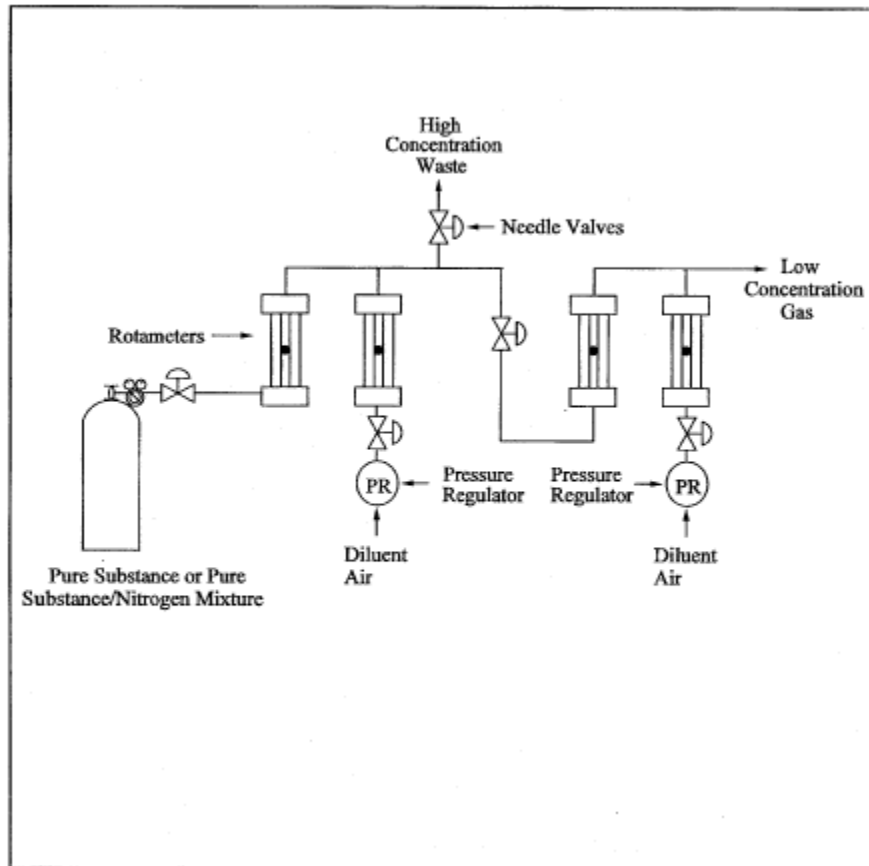 High
Concentration
Waste
Needle Valves
Low
Concentration
Gas
Rotameters
Pressure
Regulator
Pressure
Regulator
PR
PR
Diluent
Air
Diluent
Air
Pure Substance or Pure
Substance/Nitrogen Mixture